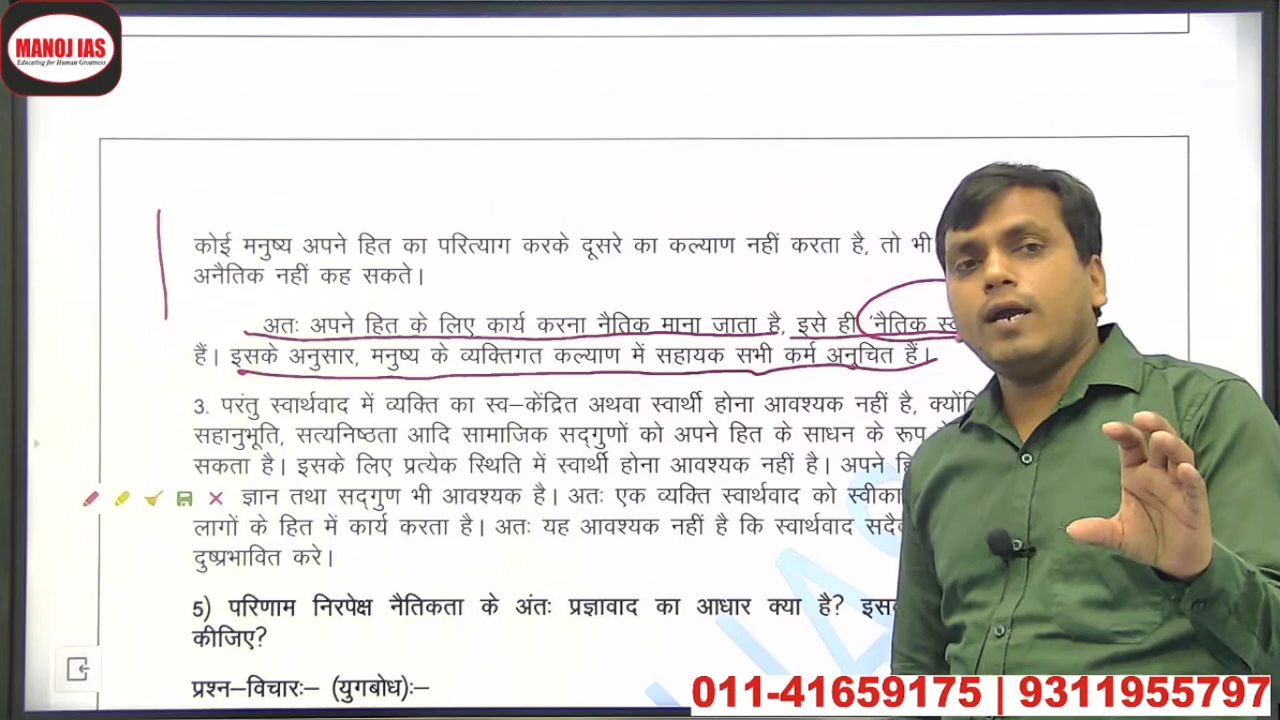 MANOJ IAS
Educating for Human Greatness
कोई मनुष्य अपने हित का परित्याग करके दूसरे का कल्याण नहीं करता है, तो भी
अनैतिक नहीं कह सकते।
अतः अपने हित के लिए कार्य करना नैतिक माना जाता है, इसे ही 'नैतिक
हैं। इसके अनुसार, मनुष्य के व्यक्तिगत कल्याण में सहायक सभी कर्म अनुचित हैं।
3. परंतु स्वार्थवाद में व्यक्ति का स्व–केंद्रित अथवा स्वार्थी होना आवश्यक नहीं है,
सहानुभूति, सत्यनिष्ठता आदि सामाजिक सद्गुणों को अपने हित के साधन के रूप
सकता है। इसके लिए प्रत्येक स्थिति में स्वार्थी होना आवश्यक नहीं है। अपने
ज्ञान तथा सद्गुण भी आवश्यक है। अतः एक व्यक्ति स्वार्थवाद को
लागों के हित में कार्य करता है। अतः यह आवश्यक नहीं है कि स्वार्थवाद
दुष्प्रभावित करे।
5) परिणाम निरपेक्ष नैतिकता के अंतः प्रज्ञावाद का आधार क्या है?
कीजिए?
प्रश्न–विचारः– (युगबोध):–
IAS
011-41659175 | 9311955797